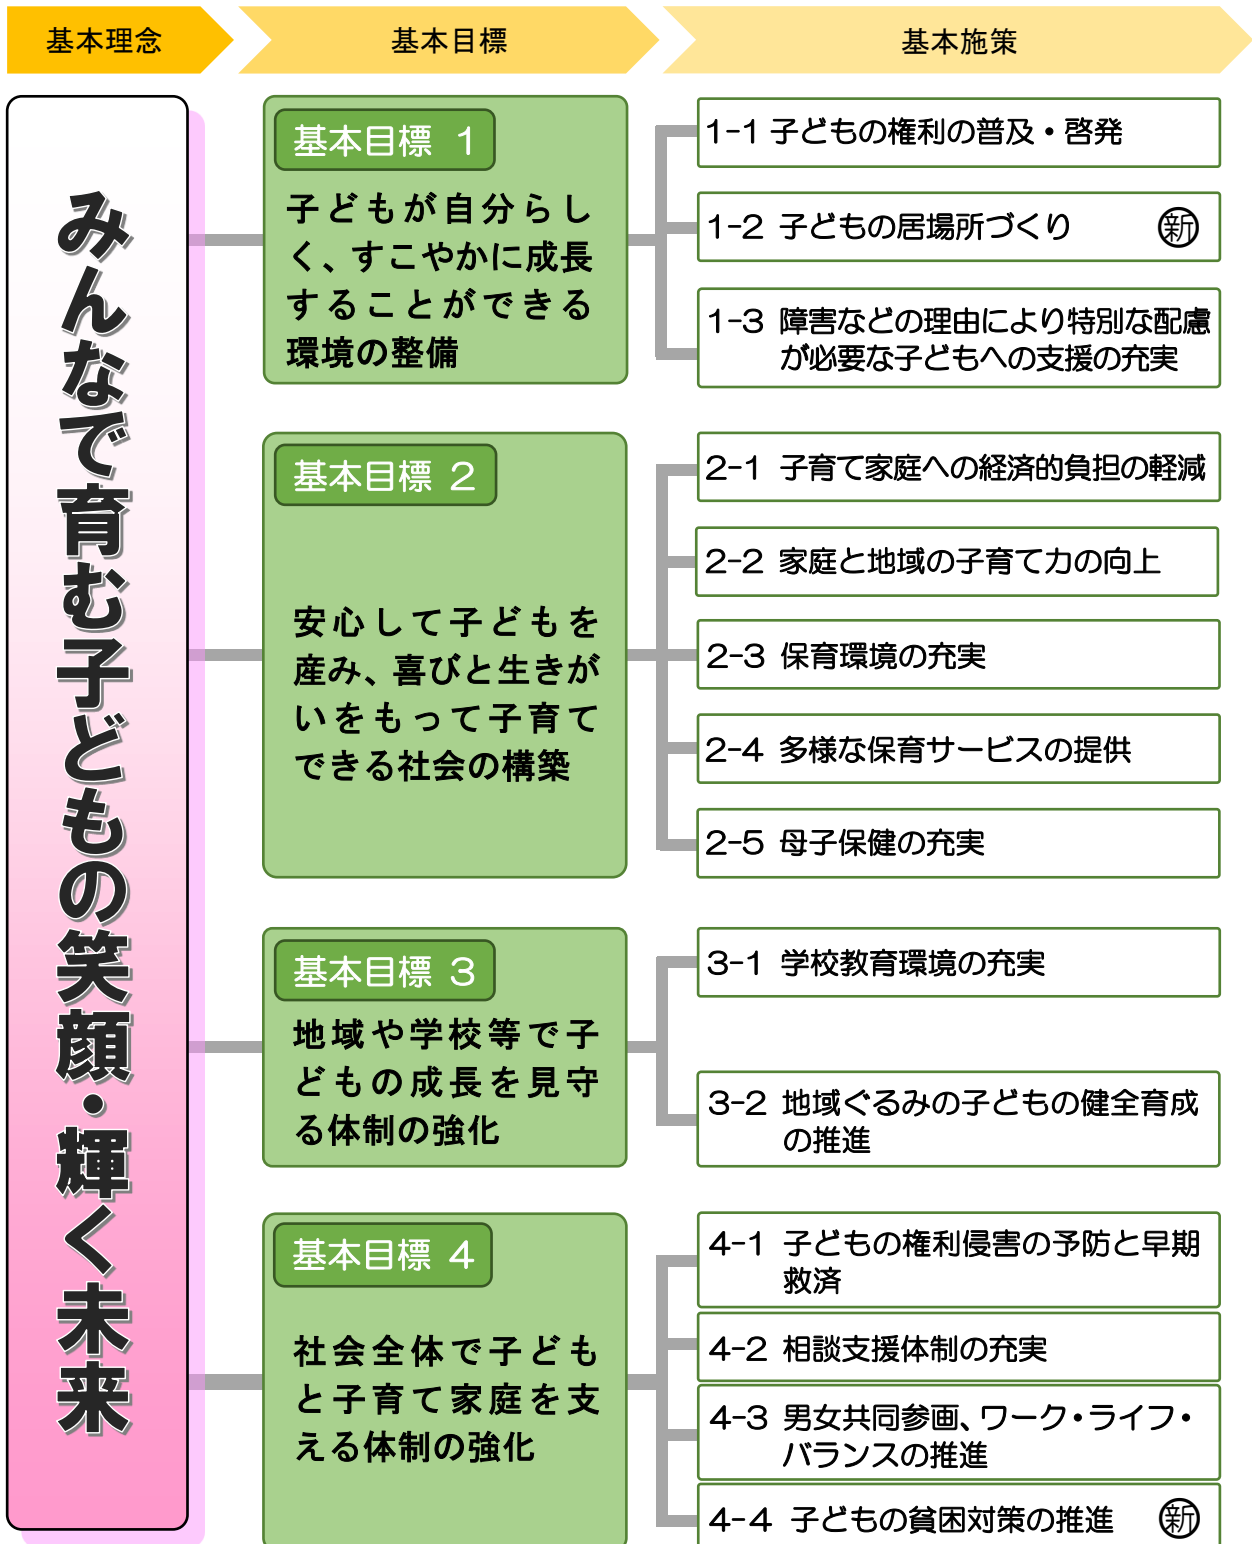 基本理念
基本目標
基本施策
みんなで育む子どもの笑顔・輝く未来
基本目標 1
子どもが自分らし
く、すこやかに成長
することができる
環境の整備
1-1 子どもの権利の普及・啓発
1-2 子どもの居場所づくり ㊟新
1-3 障害などの理由により特別な配慮
が必要な子どもへの支援の充実
基本目標 2
安心して子どもを
産み、喜びと生きが
いをもって子育て
できる社会の構築
2-1 子育て家庭への経済的負担の軽減
2-2 家庭と地域の子育て力の向上
2-3 保育環境の充実
2-4 多様な保育サービスの提供
2-5 母子保健の充実
基本目標 3
地域や学校等で子
どもの成長を見守
る体制の強化
3-1 学校教育環境の充実
3-2 地域ぐるみの子どもの健全育成
の推進
基本目標 4
社会全体で子ども
と子育て家庭を支
える体制の強化
4-1 子どもの権利侵害の予防と早期
救済
4-2 相談支援体制の充実
4-3 男女共同参画、ワーク・ライフ・
バランスの推進
4-4 子どもの貧困対策の推進 新